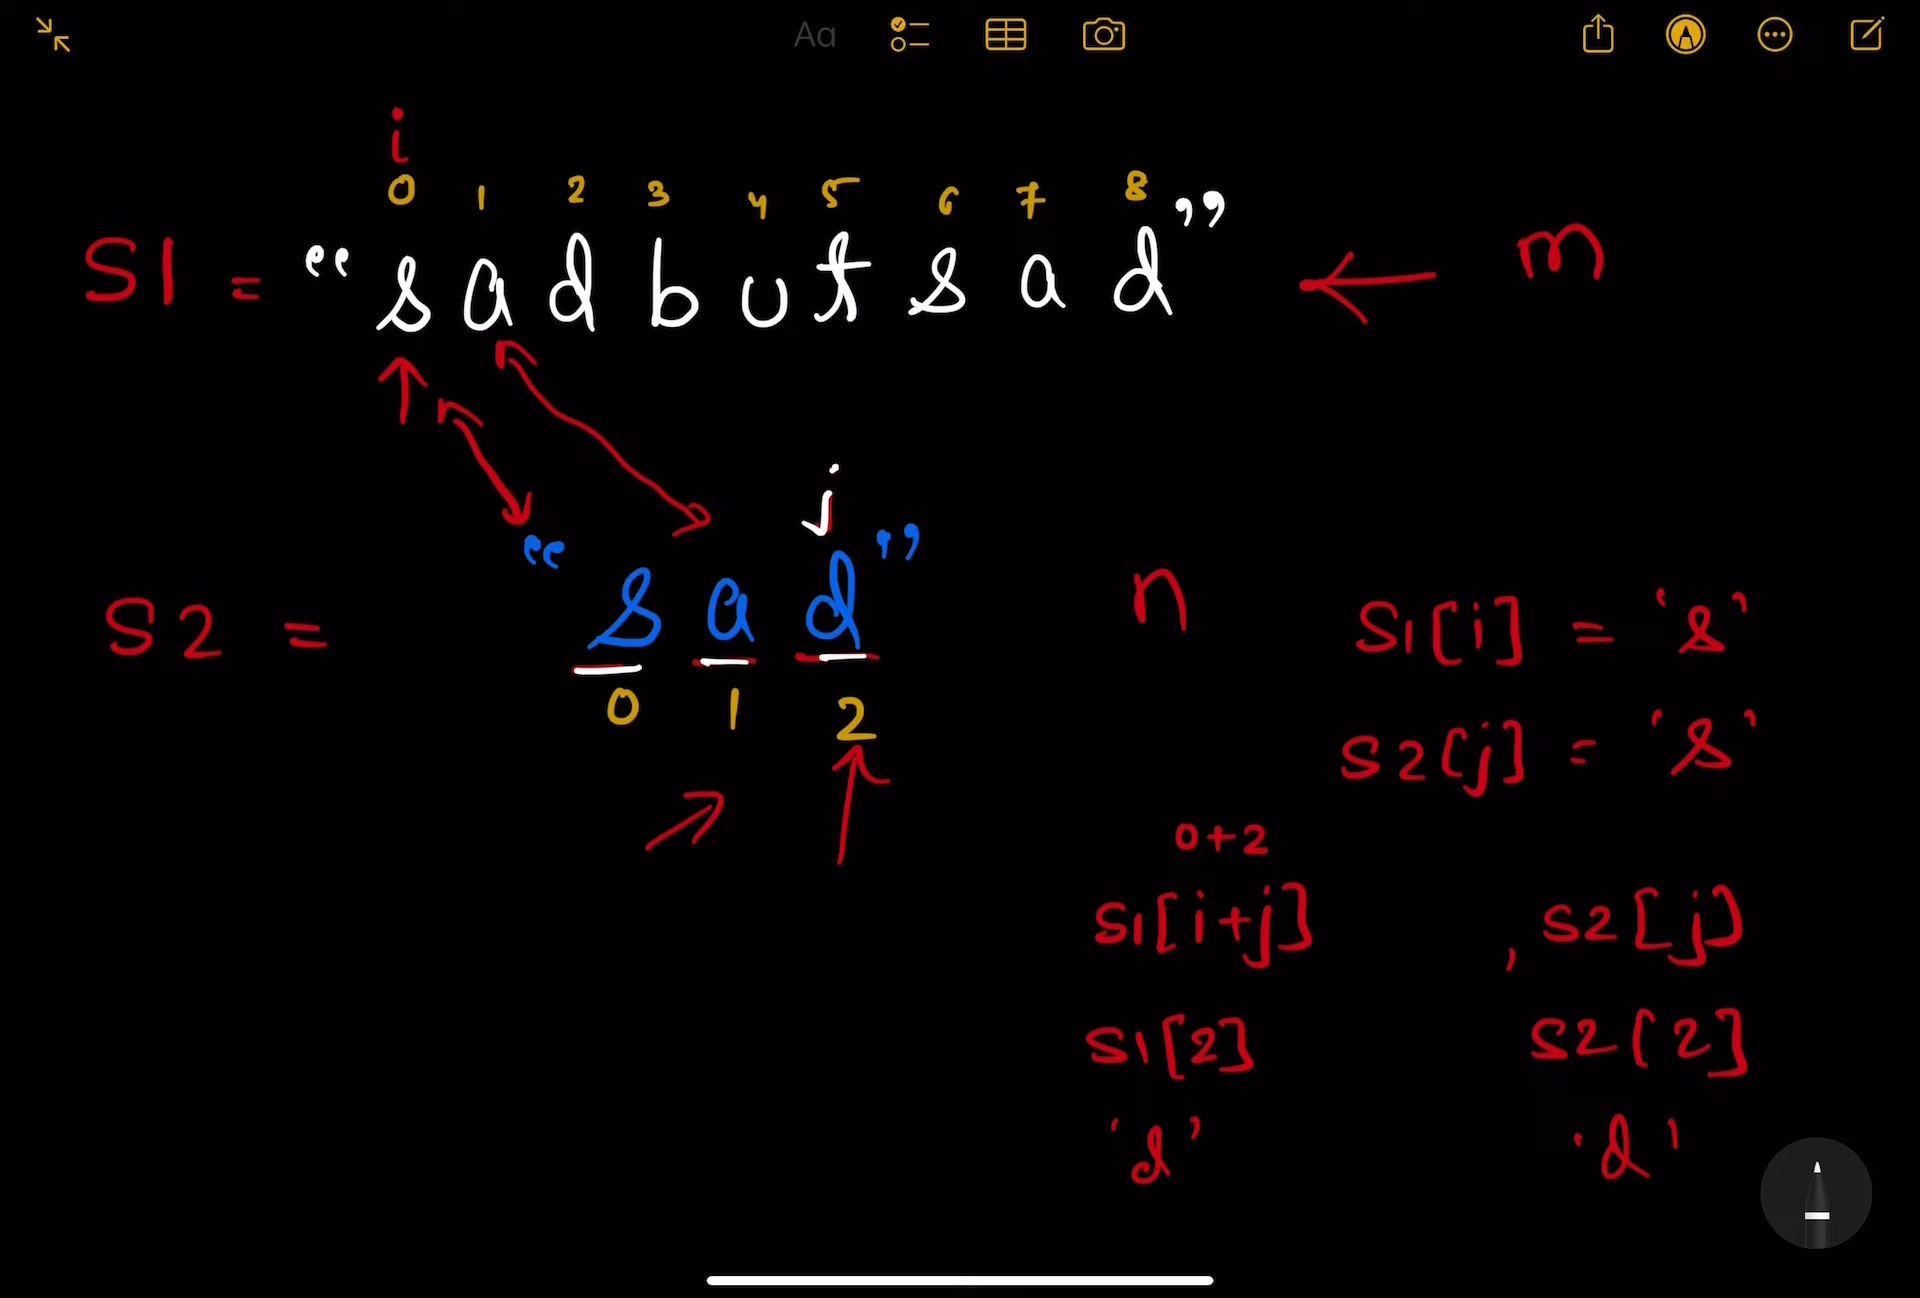 Aa
i
0 1 2 3 4 5 6 7 8
S1 = “sadbutsad” ← m
j
S2 = “sad” n
0 1 2
S1[i] = 's'
S2[j] = 's'
0+2
S1[i+j] , S2[j]
S1[2] S2[2]
'd' 'd'